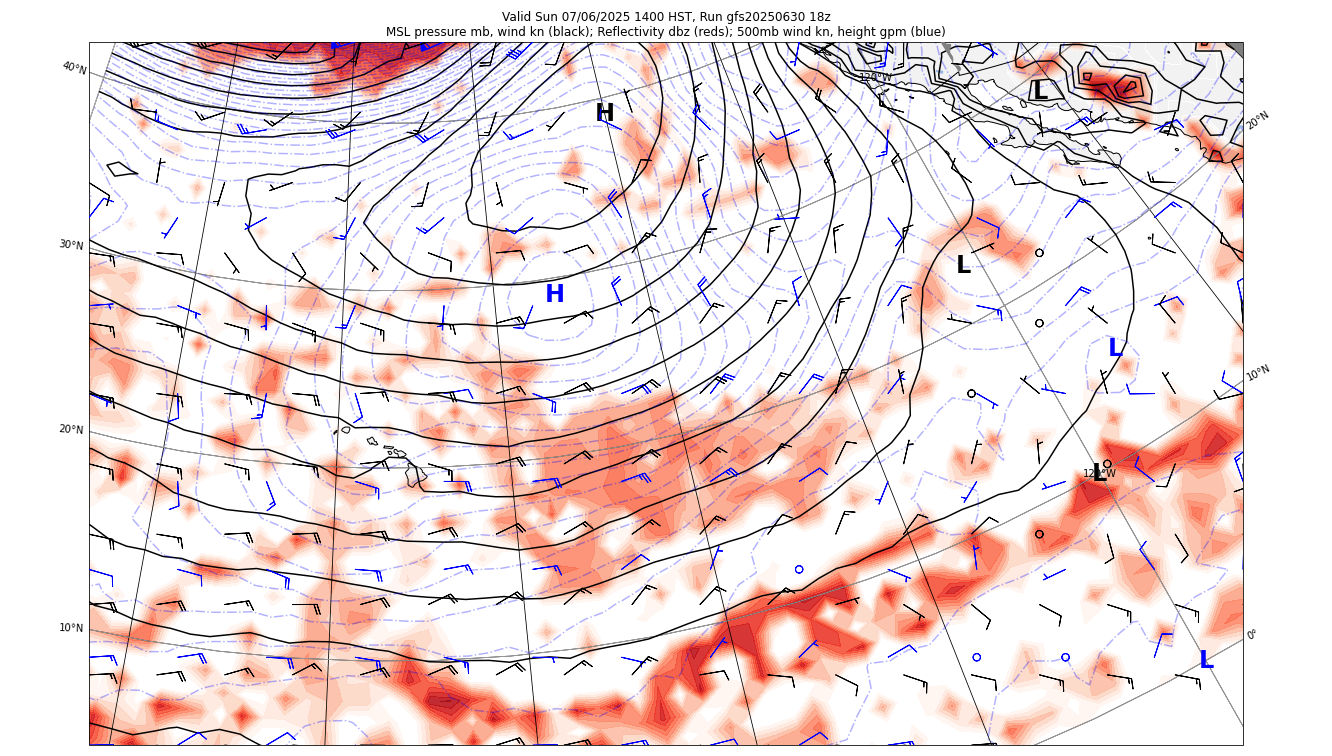 Valid Sun 07/06/2025 1400 HST, Run gfs20250630 18z
MSL pressure mb, wind kn (black); Reflectivity dbz (reds); 500mb wind kn, height gpm (blue)
40°N
120°W
L
20°N
H
30°N
L
H
L
10°N
20°N
L
120°W
10°N
0°
L